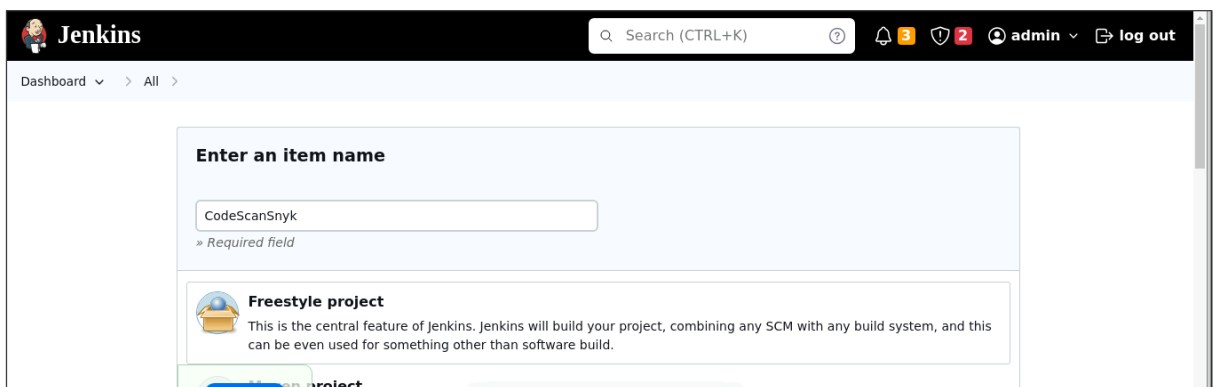 Jenkins
Search (CTRL+K)
3
2
admin
log out
Dashboard
All
Enter an item name
CodeScanSnyk
» Required field
Freestyle project
This is the central feature of Jenkins. Jenkins will build your project, combining any SCM with any build system, and this
can be even used for something other than software build.
Maven project